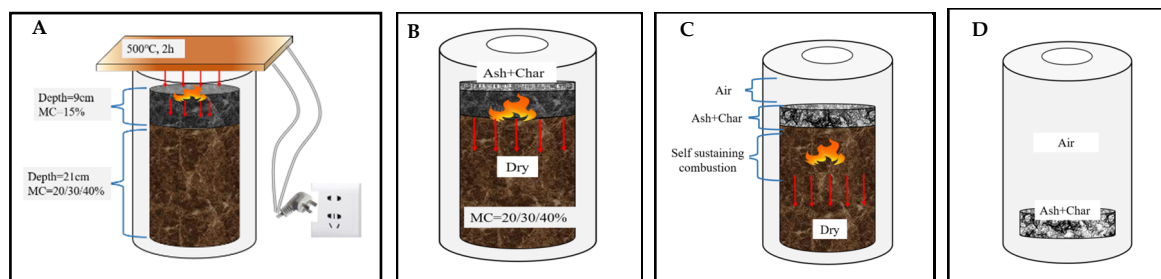 A
500℃, 2h
Depth=9cm
MC=15%
Depth=21cm
MC=20/30/40%
B
Ash+Char
Dry
MC=20/30/40%
C
Air
Ash+Char
Self sustaining
combustion
Dry
D
Air
Ash+Char